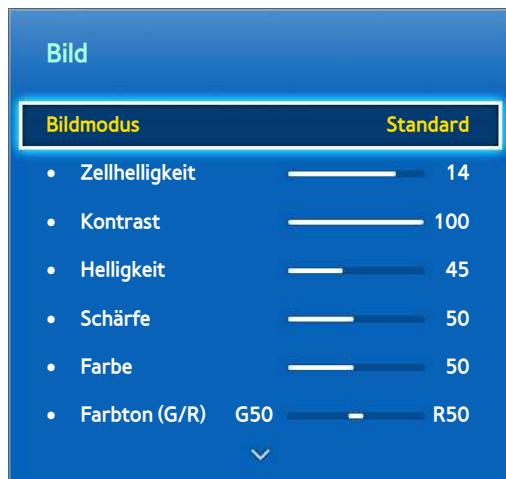 Bild
Bildmodus Standard
• Zellhelligkeit 14
• Kontrast 100
• Helligkeit 45
• Schärfe 50
• Farbe 50
• Farbton (G/R) G50 R50